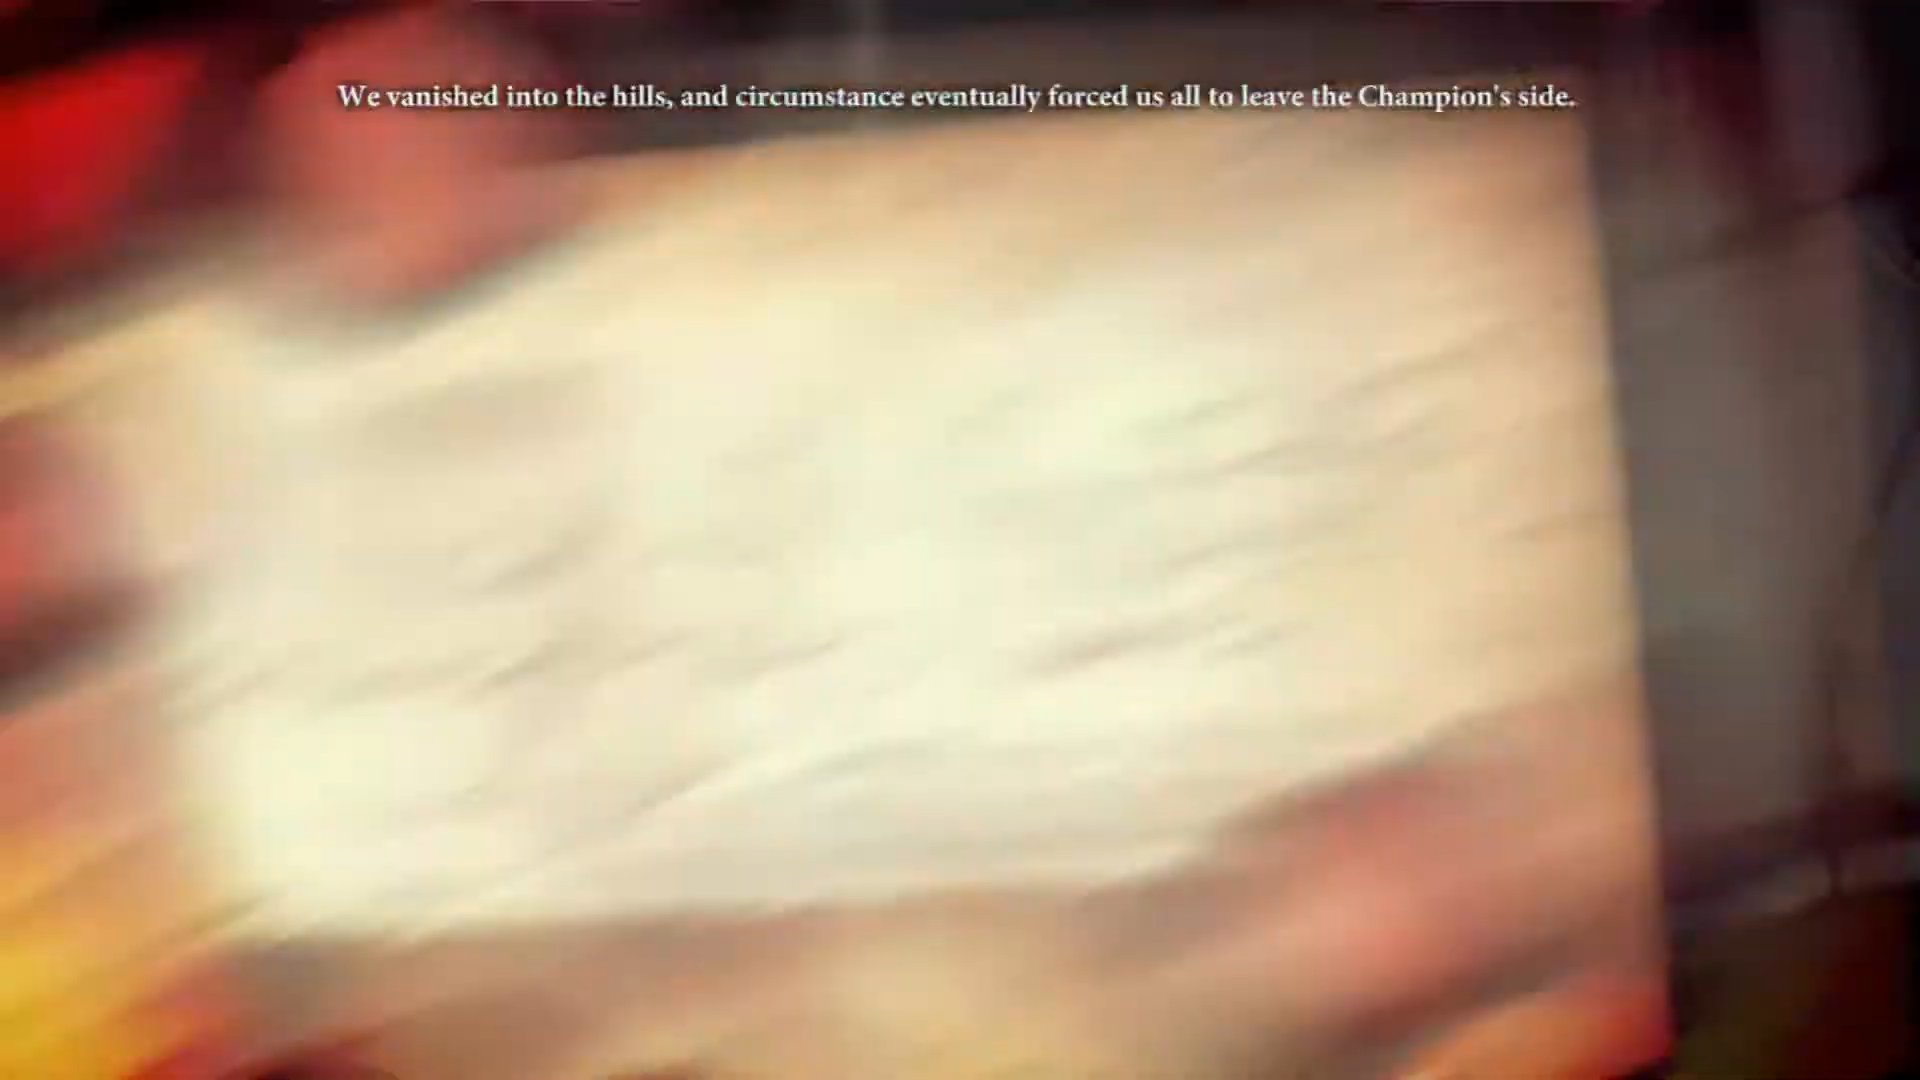 We vanished into the hills, and circumstance eventually forced us all to leave the Champion's side.